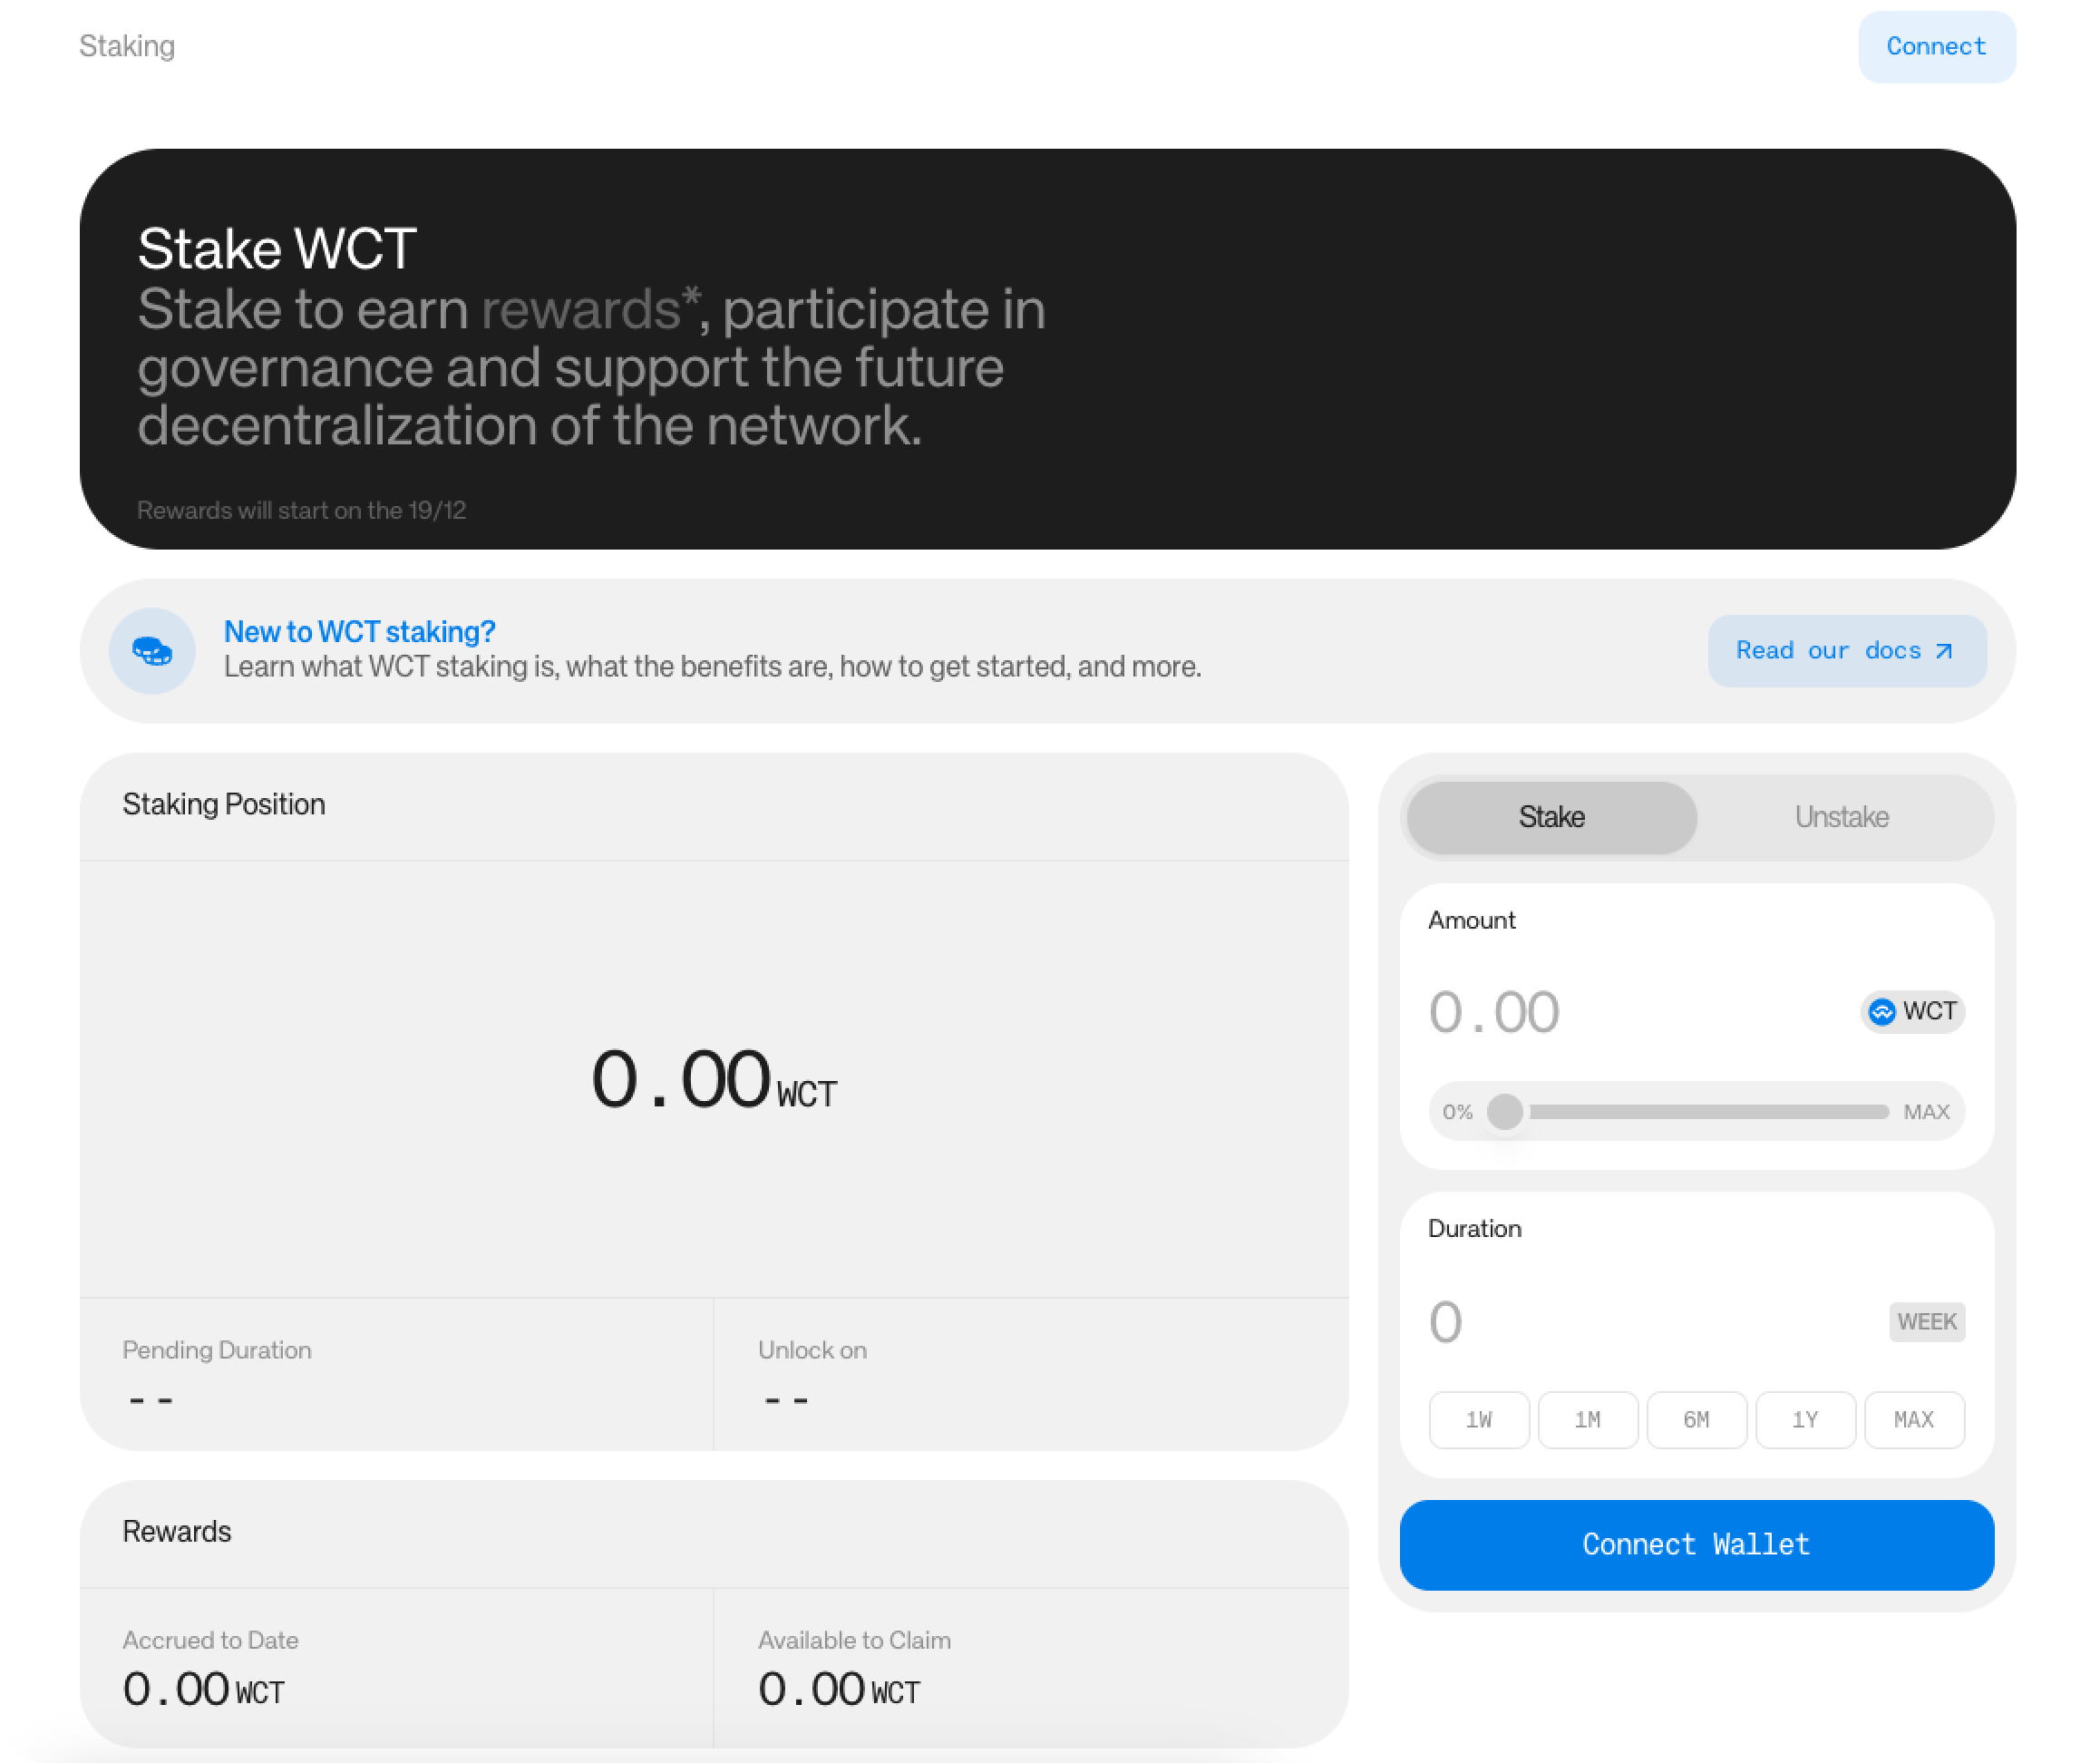 Staking
Connect
Stake WCT
Stake to earn rewards*, participate in
governance and support the future
decentralization of the network.
Rewards will start on the 19/12
New to WCT staking?
Learn what WCT staking is, what the benefits are, how to get started, and more.
Read our docs ↗
Staking Position
0.00 WCT
Pending Duration
--
Unlock on
--
Rewards
Accrued to Date
0.00 WCT
Available to Claim
0.00 WCT
Stake
Unstake
Amount
0.00
WCT
0%
MAX
Duration
0
WEEK
1W
1M
6M
1Y
MAX
Connect Wallet